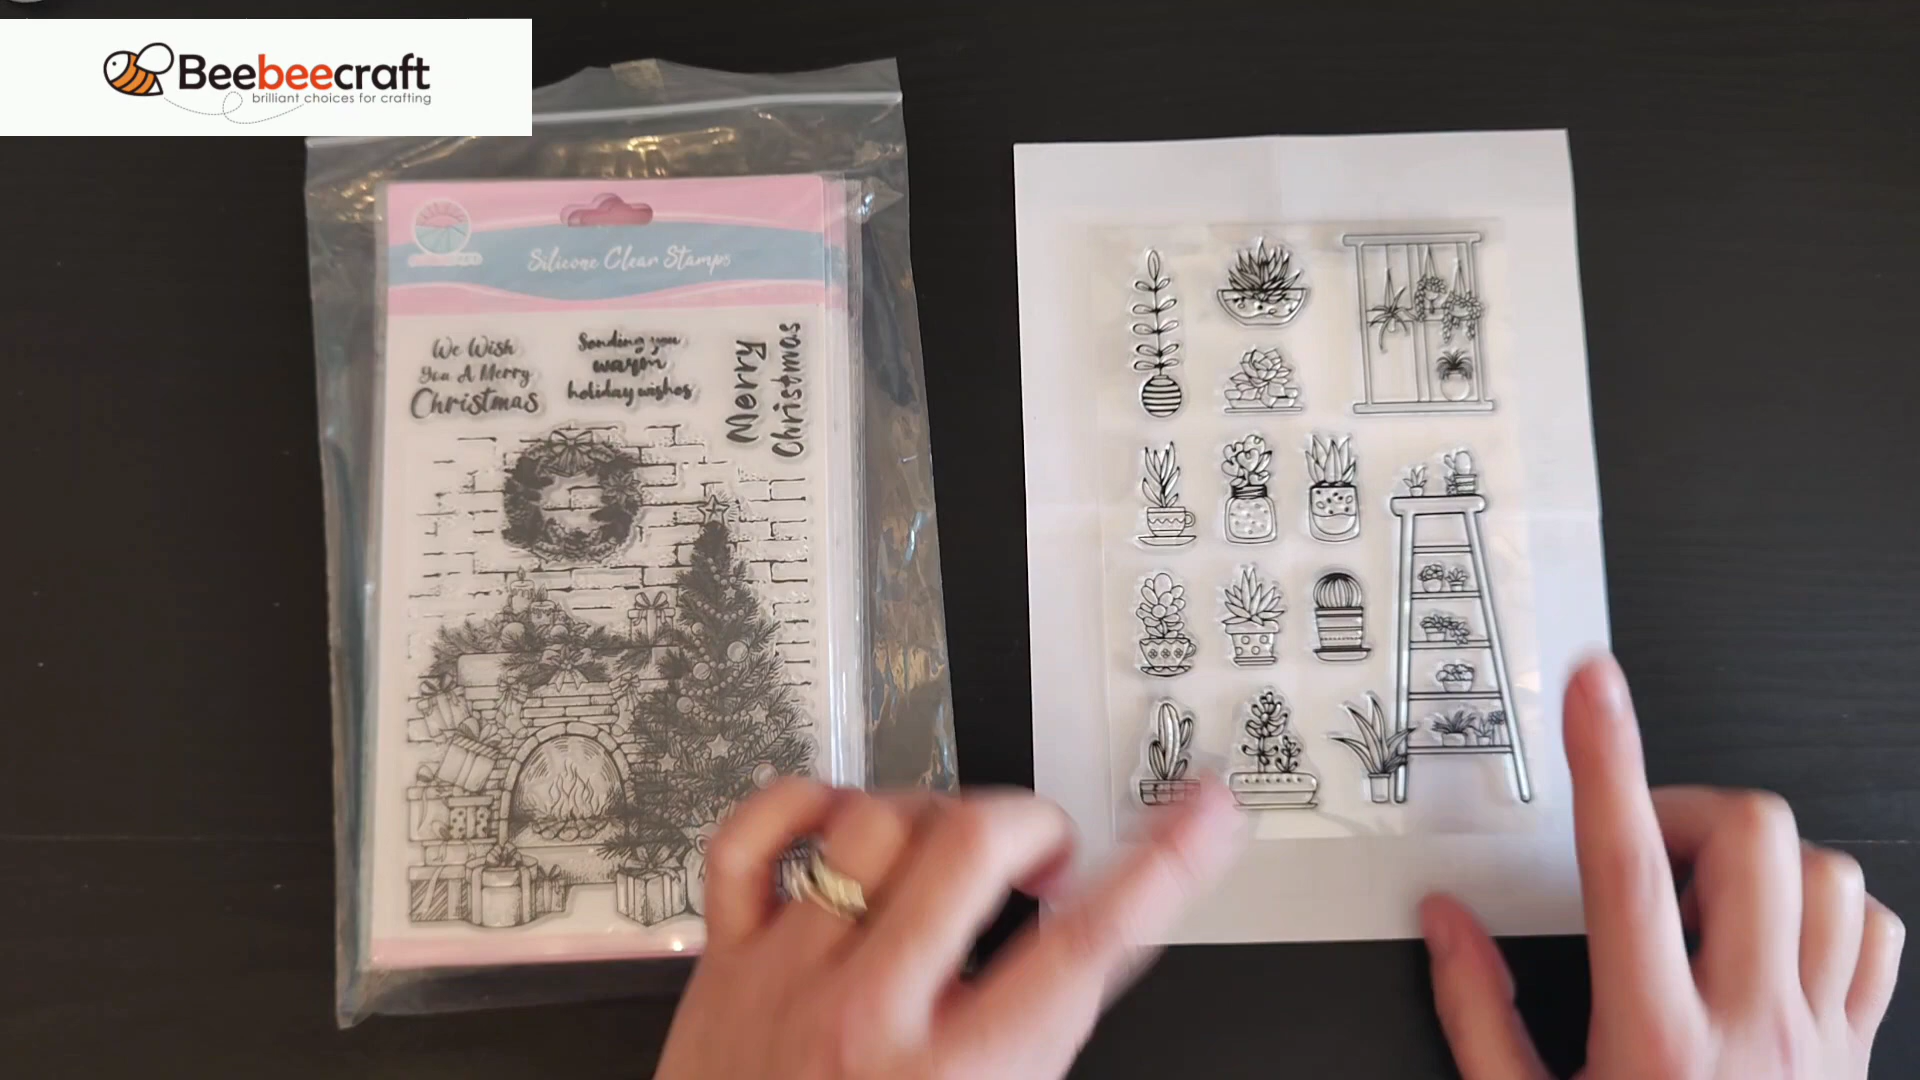 Beebeecraft
brilliant choices for crafting
Silicone Clear Stamps
We Wish
You A Merry
Christmas
Sending you
warm
holiday wishes
Merry
Christmas